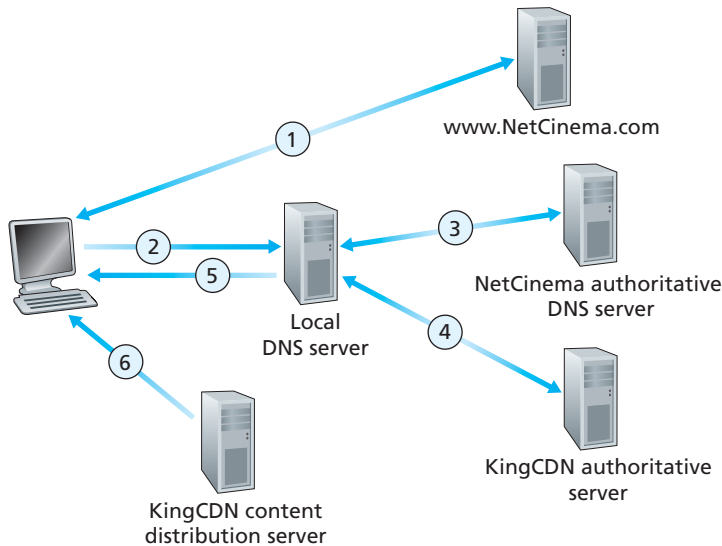 www.NetCinema.com
1
2
3
NetCinema authoritative
DNS server
5
Local
DNS server
4
6
KingCDN authoritative
server
KingCDN content
distribution server